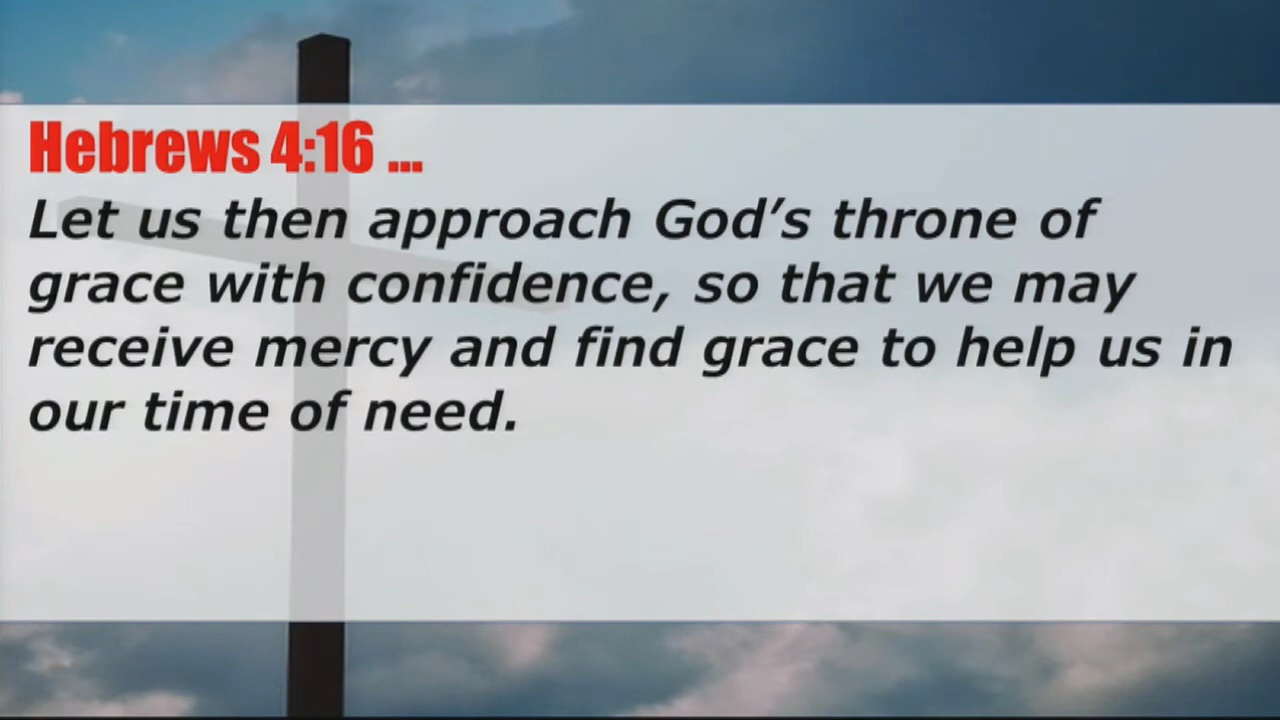 Hebrews 4:16 ...
Let us then approach God’s throne of
grace with confidence, so that we may
receive mercy and find grace to help us in
our time of need.